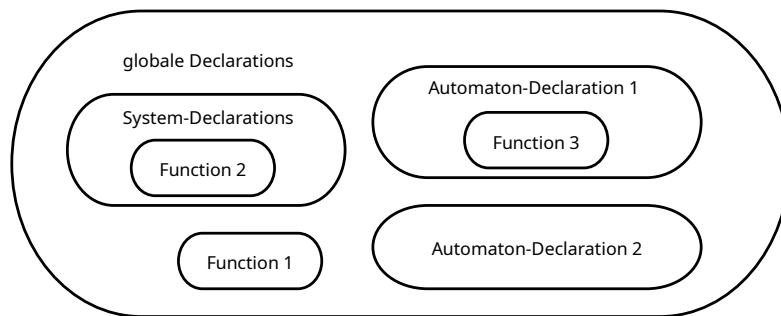 globale Declarations
System-Declarations
Function 2
Function 1
Automaton-Declaration 1
Function 3
Automaton-Declaration 2